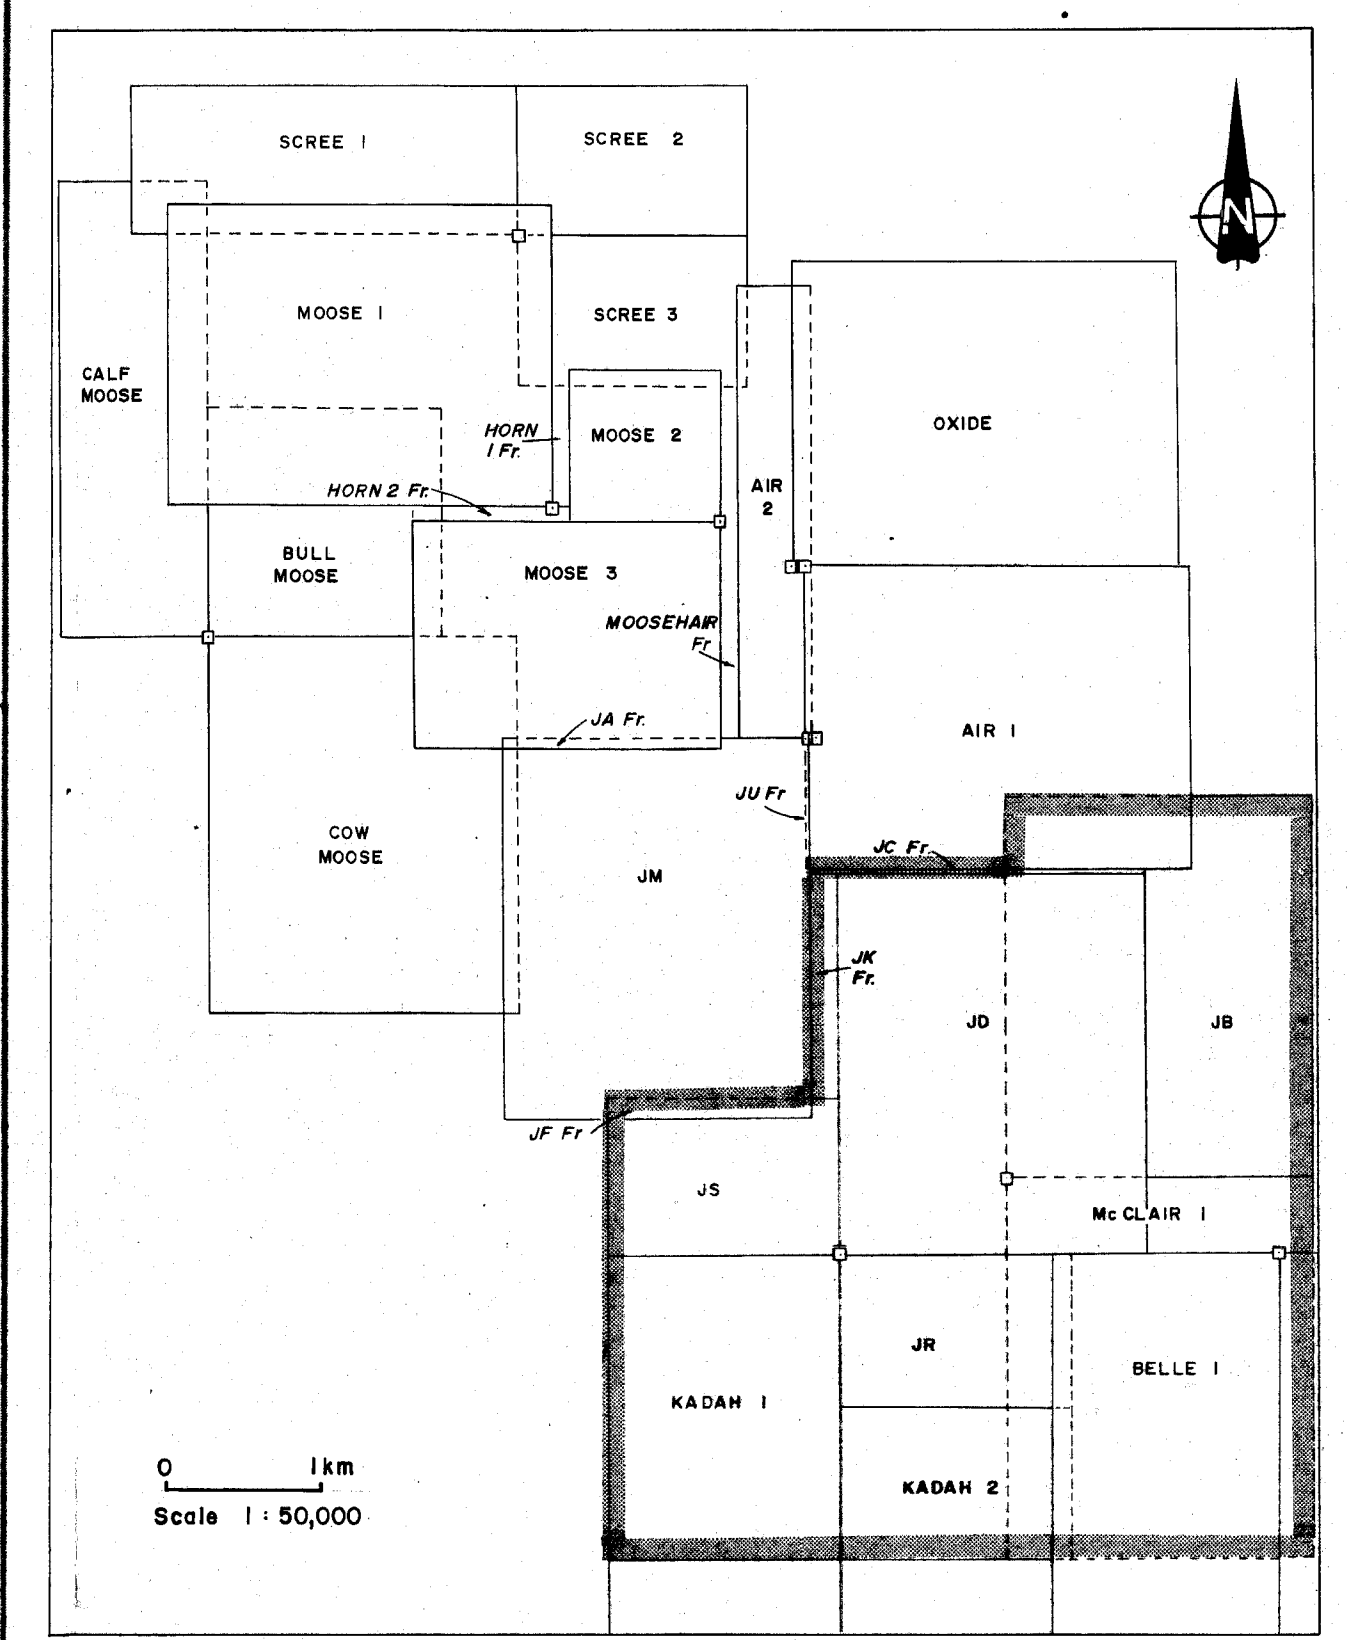 SCREE 1
SCREE 2
N
MOOSE 1
SCREE 3
CALF
MOOSE
OXIDE
HORN
1 Fr.
MOOSE 2
HORN 2 Fr.
AIR
2
BULL
MOOSE
MOOSE 3
MOOSEHAIR
Fr
JA Fr.
AIR 1
JU Fr
COW
MOOSE
JC Fr.
JM
JK
Fr.
JD
JB
JF Fr
JS
Mc CLAIR 1
JR
BELLE 1
KADAH 1
KADAH 2
0 1km
Scale 1 : 50,000